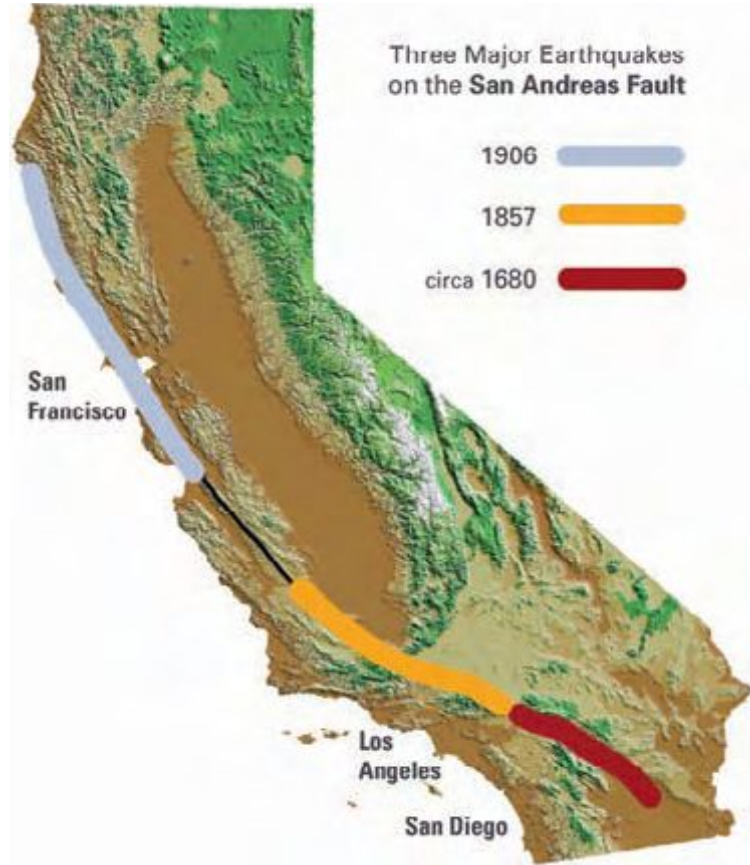 Three Major Earthquakes
on the San Andreas Fault
1906
1857
circa 1680
San
Francisco
Los
Angeles
San Diego